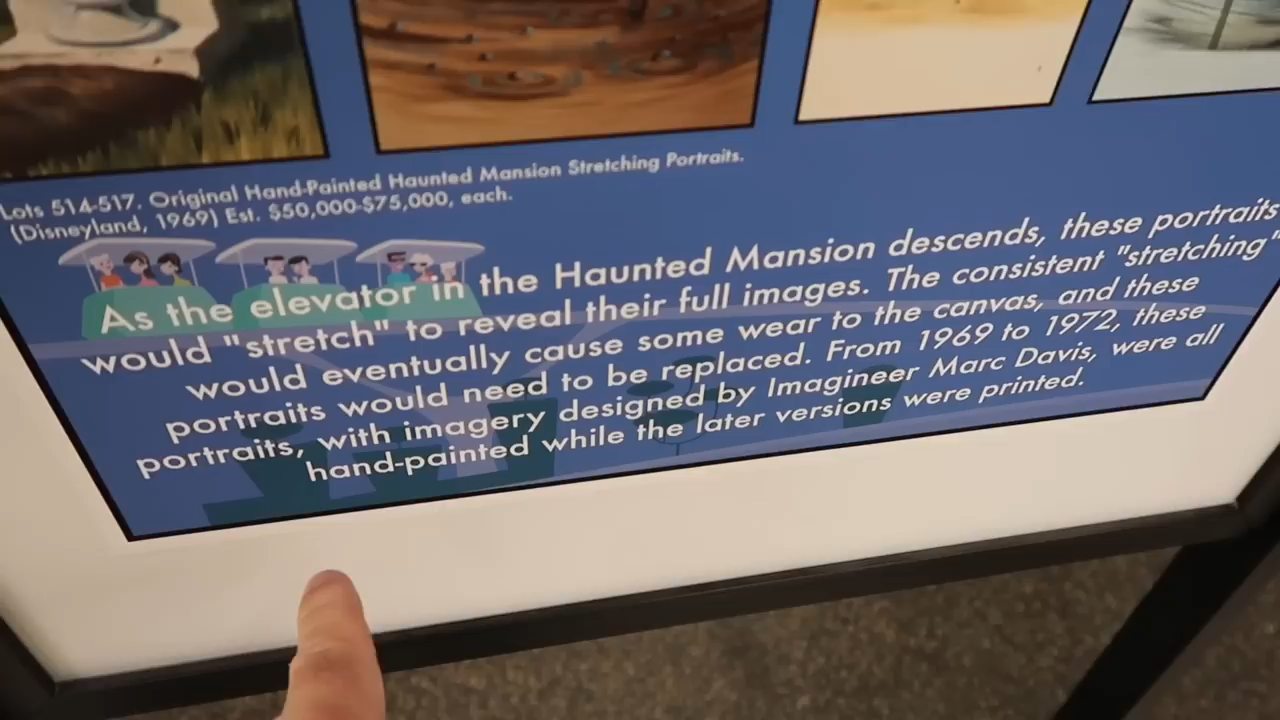 Lots 514-517. Original Hand-Painted Haunted Mansion Stretching Portraits.
(Disneyland, 1969) Est. $50,000-$75,000, each.
As the elevator in the Haunted Mansion descends, these portraits
would "stretch" to reveal their full images. The consistent "stretching"
would eventually cause some wear to the canvas, and these
portraits would need to be replaced. From 1969 to 1972, these
portraits, with imagery designed by Imagineer Marc Davis, were all
hand-painted while the later versions were printed.